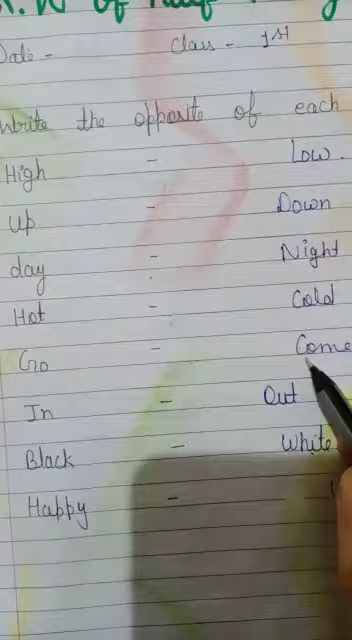 Date - Class - 1st
Write the opposite of each
High - Low.
Up - Down
day - Night
Hot - Cold
Go - Come
In - Out
Black - White
Happy -